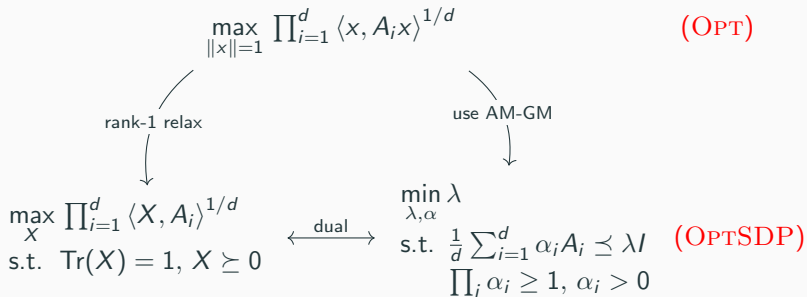 max_{‖x‖=1} ∏_{i=1}^{d} ⟨x, A_i x⟩^{1/d} (OPT)
rank-1 relax
use AM-GM
max_X ∏_{i=1}^{d} ⟨X, A_i⟩^{1/d}
s.t. Tr(X) = 1, X ⪰ 0
dual
min_{λ,α} λ
s.t. 1/d ∑_{i=1}^{d} α_i A_i ⪯ λI
∏_i α_i ≥ 1, α_i > 0
(OPTSDP)